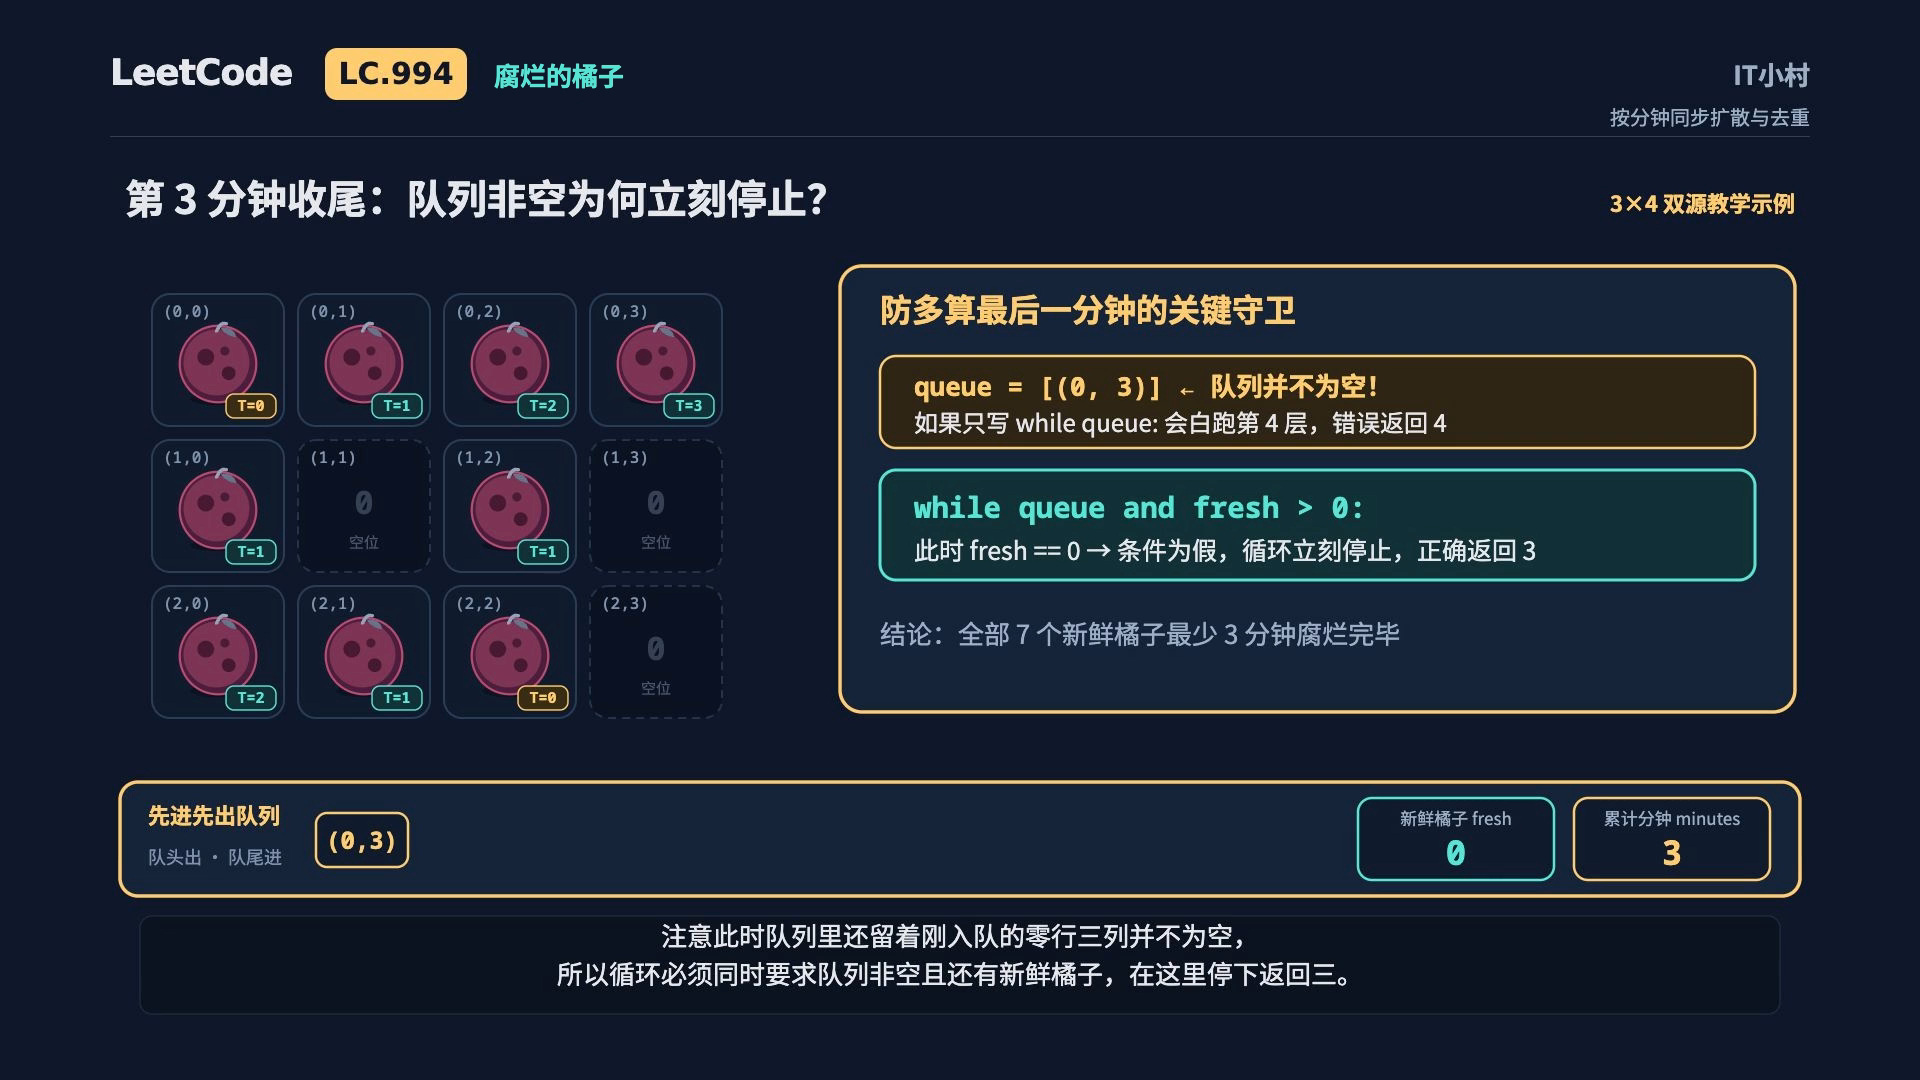 LeetCode LC.994 腐烂的橘子
IT小村
按分钟同步扩散与去重
第 3 分钟收尾：队列非空为何立刻停止？
3×4 双源教学示例
(0,0) (0,1) (0,2) (0,3)
T=0 T=1 T=2 T=3
(1,0) (1,1) (1,2) (1,3)
0 0
空位 空位
T=1 T=1
(2,0) (2,1) (2,2) (2,3)
0
空位
T=2 T=1 T=0
防多算最后一分钟的关键守卫
queue = [(0, 3)] ← 队列并不为空！
如果只写 while queue: 会白跑第 4 层，错误返回 4
while queue and fresh > 0:
此时 fresh == 0 → 条件为假，循环立刻停止，正确返回 3
结论：全部 7 个新鲜橘子最少 3 分钟腐烂完毕
先进先出队列
队头出 · 队尾进
(0,3)
新鲜橘子 fresh
0
累计分钟 minutes
3
注意此时队列里还留着刚入队的零行三列并不为空，
所以循环必须同时要求队列非空且还有新鲜橘子，在这里停下返回三。